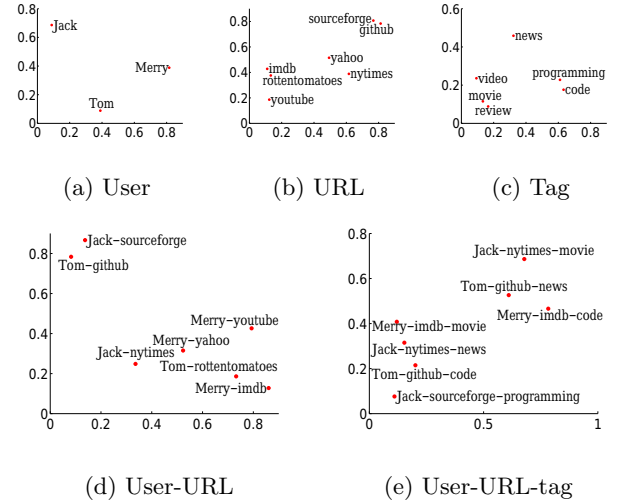 0.8
0.6
0.4
0.2
0
0 0.4 0.8
Jack
Merry
Tom
(a) User
0.8
0.6
0.4
0.2
0 0.2 0.4 0.6 0.8
sourceforge
github
yahoo
imdb
rottentomatoes
nytimes
youtube
(b) URL
0.6
0.4
0.2
0
0 0.2 0.4 0.6 0.8
news
video
programming
movie
code
review
(c) Tag
0.8
0.6
0.4
0.2
0
0 0.2 0.4 0.6 0.8
Jack-sourceforge
Tom-github
Merry-youtube
Merry-yahoo
Jack-nytimes
Tom-rottentomatoes
Merry-imdb
(d) User-URL
0.8
0.6
0.4
0.2
0
0 0.5 1
Jack-nytimes-movie
Tom-github-news
Merry-imdb-code
Merry-imdb-movie
Jack-nytimes-news
Tom-github-code
Jack-sourceforge-programming
(e) User-URL-tag